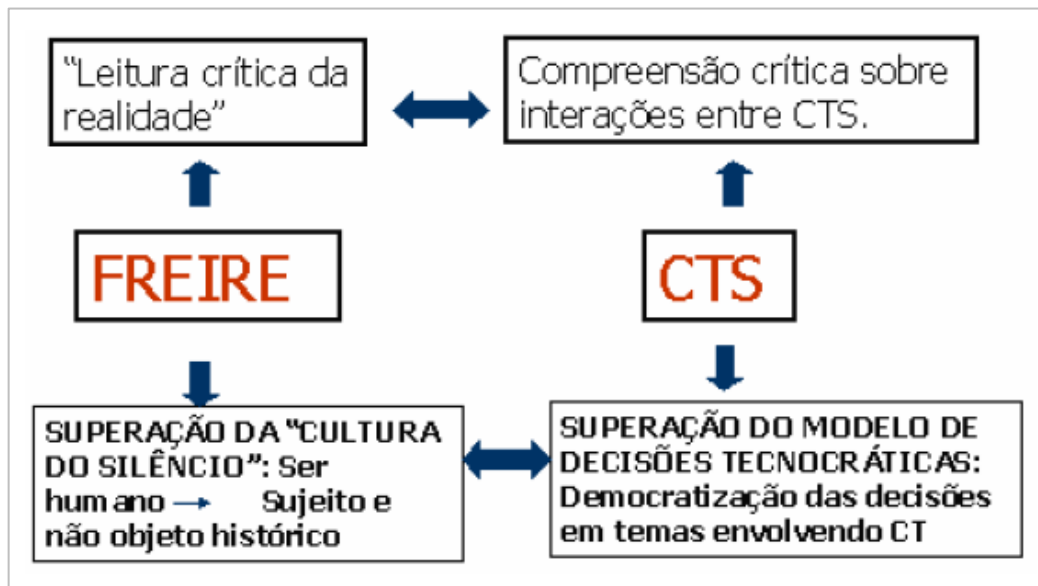 “Leitura crítica da
realidade”
Compreensão crítica sobre
interações entre CTS.
FREIRE
CTS
SUPERAÇÃO DA “CULTURA
DO SILÊNCIO”: Ser
humano → Sujeito e
não objeto histórico
SUPERAÇÃO DO MODELO DE
DECISÕES TECNOCRÁTICAS:
Democratização das decisões
em temas envolvendo CT